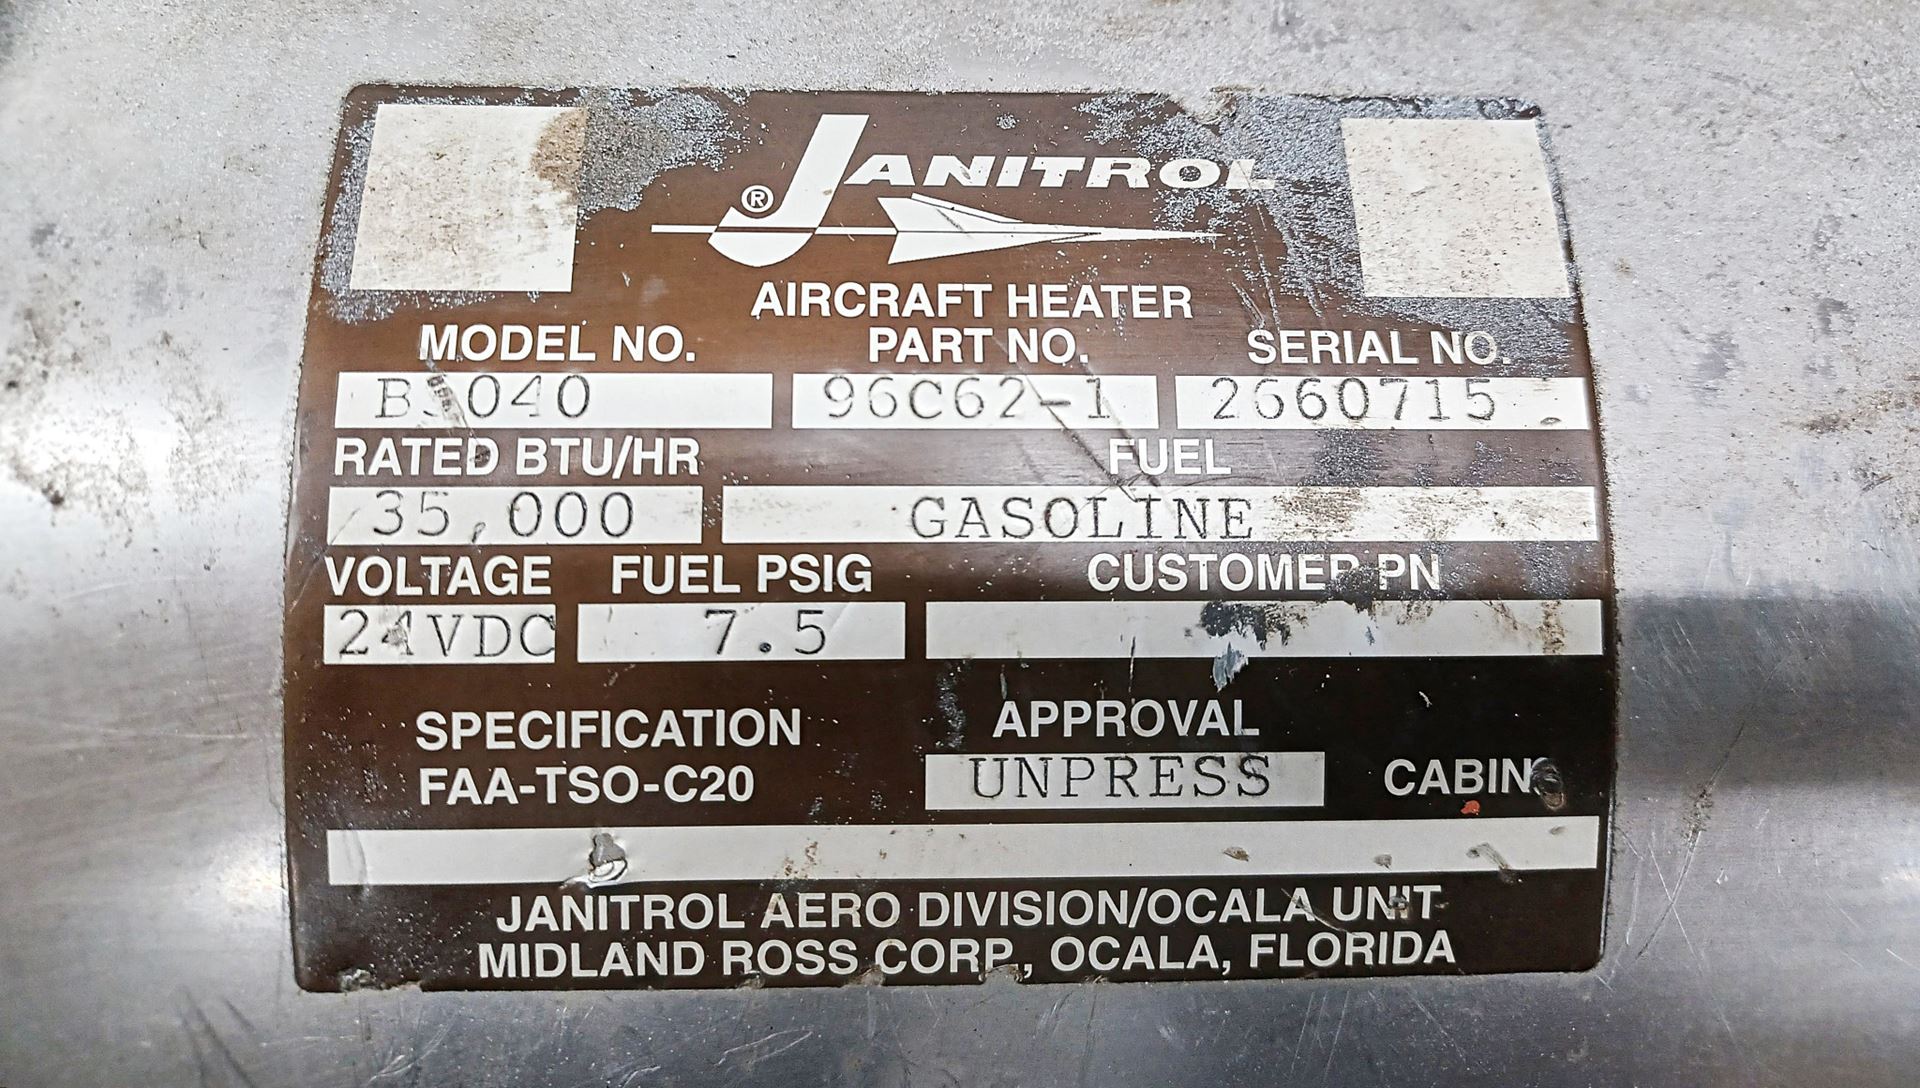 JANITROL ®
AIRCRAFT HEATER
MODEL NO. PART NO. SERIAL NO.
96C62-1 2660715
RATED BTU/HR FUEL
35,000 GASOLINE
VOLTAGE FUEL PSIG CUSTOMER PN
24VDC 7.5
SPECIFICATION APPROVAL
FAA-TSO-C20 UNPRESS CABIN
JANITROL AERO DIVISION/OCALA UNIT
MIDLAND ROSS CORP., OCALA, FLORIDA